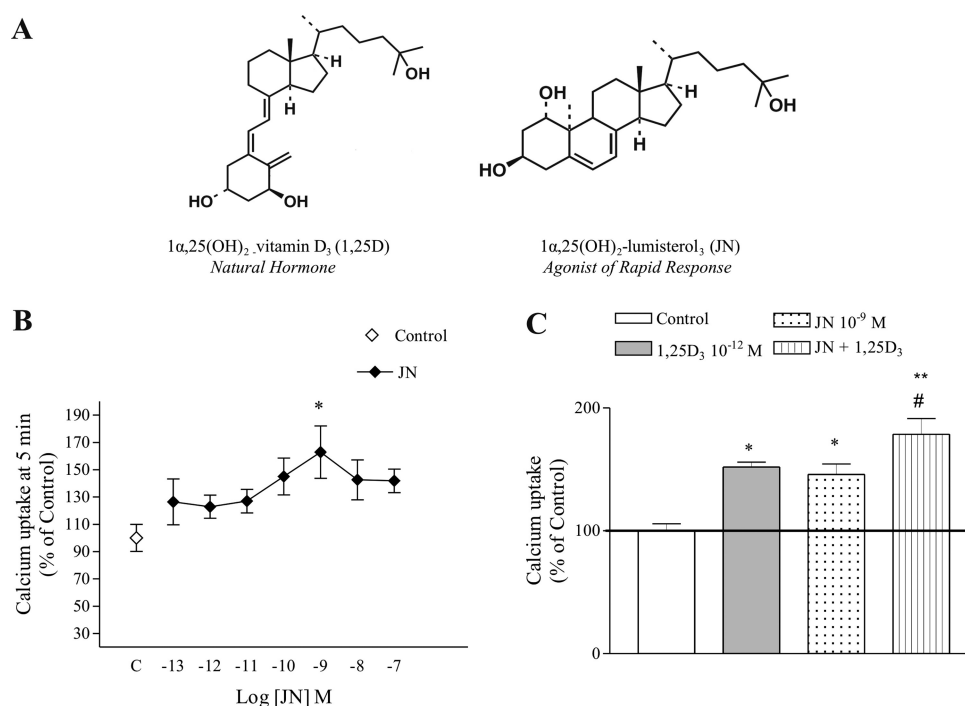 A
H
OH
H
HO
OH
1α,25(OH)2 -vitamin D3 (1,25D)
Natural Hormone
OH
H
OH
H
HO
1α,25(OH)2-lumisterol3 (JN)
Agonist of Rapid Response
B
Control
JN
Calcium uptake at 5 min
(% of Control)
190
170
150
130
110
90
70
50
30
*
C -13 -12 -11 -10 -9 -8 -7
Log [JN] M
C
Control
JN 10-9 M
1,25D3 10-12 M
JN + 1,25D3
Calcium uptake
(% of Control)
200
100
0
*
*
**
#